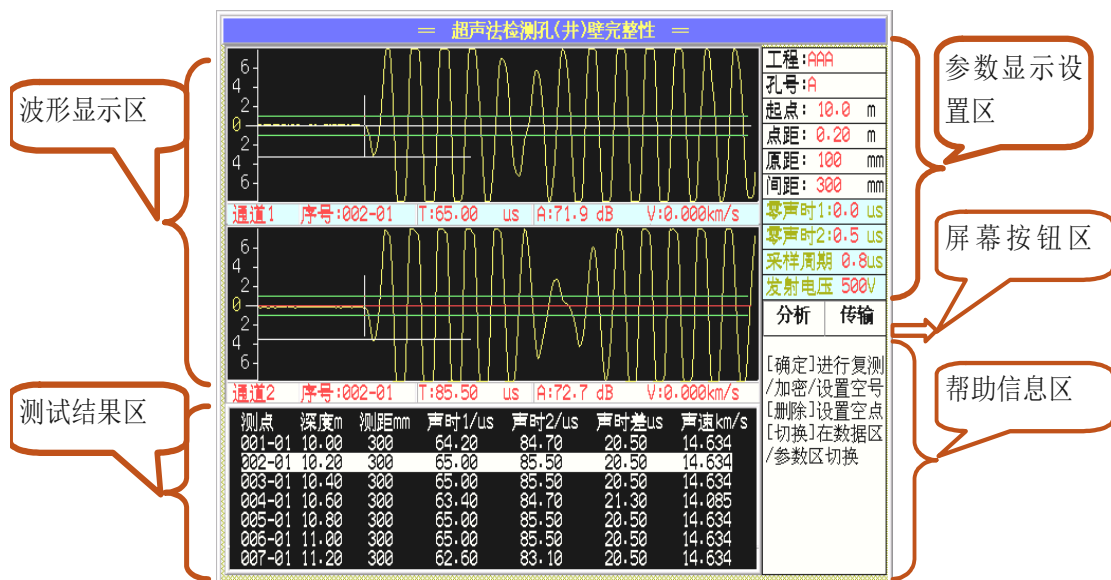 ═ 超声法检测孔(井)壁完整性 ═
波形显示区
测试结果区
6
4
2
0
2
4
6
通道1 序号:002-01 T:65.00 us A:71.9 dB V:0.000km/s
6
4
2
0
2
4
6
通道2 序号:002-01 T:85.50 us A:72.7 dB V:0.000km/s
测点 深度m 测距mm 声时1/us 声时2/us 声时差us 声速km/s
001-01 10.00 300 64.20 84.70 20.50 14.634
002-01 10.20 300 65.00 85.50 20.50 14.634
003-01 10.40 300 65.00 85.50 20.50 14.634
004-01 10.60 300 63.40 84.70 21.30 14.085
005-01 10.80 300 65.00 85.50 20.50 14.634
006-01 11.00 300 65.00 85.50 20.50 14.634
007-01 11.20 300 62.60 83.10 20.50 14.634
工程:AAA
孔号:A
起点: 10.0 m
点距: 0.20 m
原距: 100 mm
间距: 300 mm
零声时1:0.0 us
零声时2:0.5 us
采样周期 0.8us
发射电压 500V
分析 传输
[确定]进行复测
/加密/设置空号
[删除]设置空点
[切换]在数据区
/参数区切换
参数显示设
置区
屏幕按钮区
帮助信息区